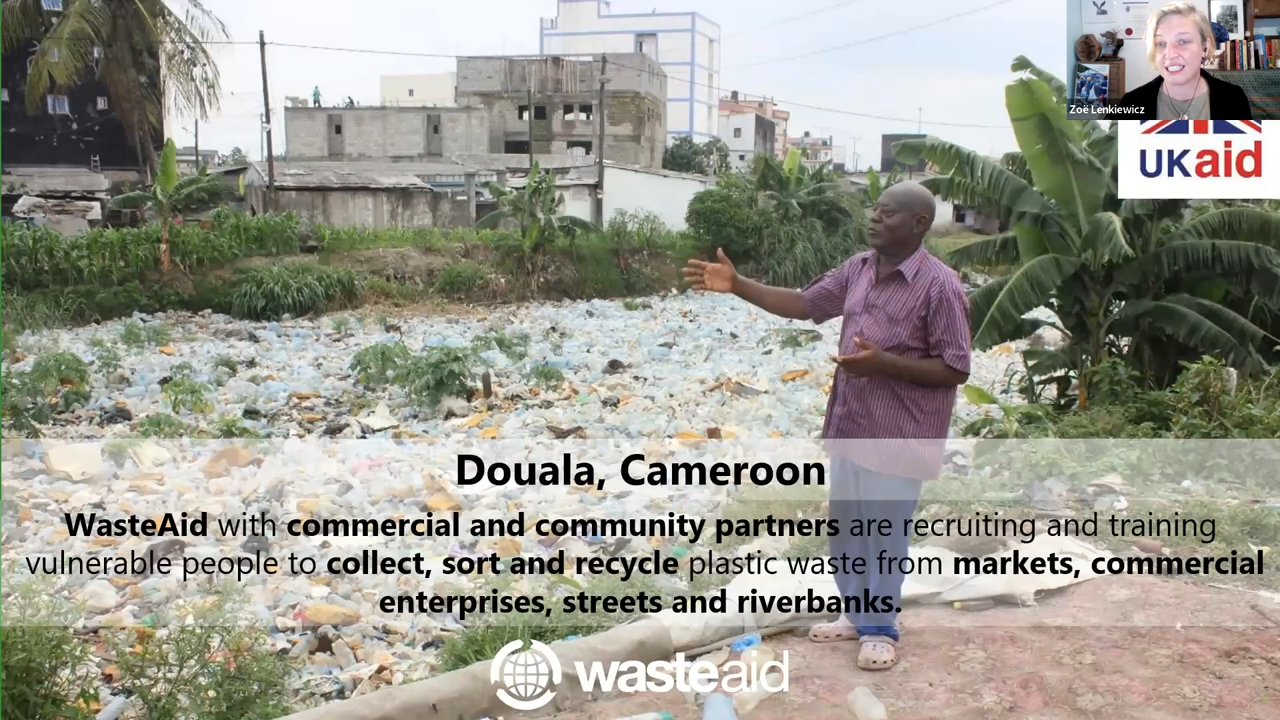 Zoë Lenkiewicz
UKaid
Douala, Cameroon
WasteAid with commercial and community partners are recruiting and training
vulnerable people to collect, sort and recycle plastic waste from markets, commercial
enterprises, streets and riverbanks.
wasteaid